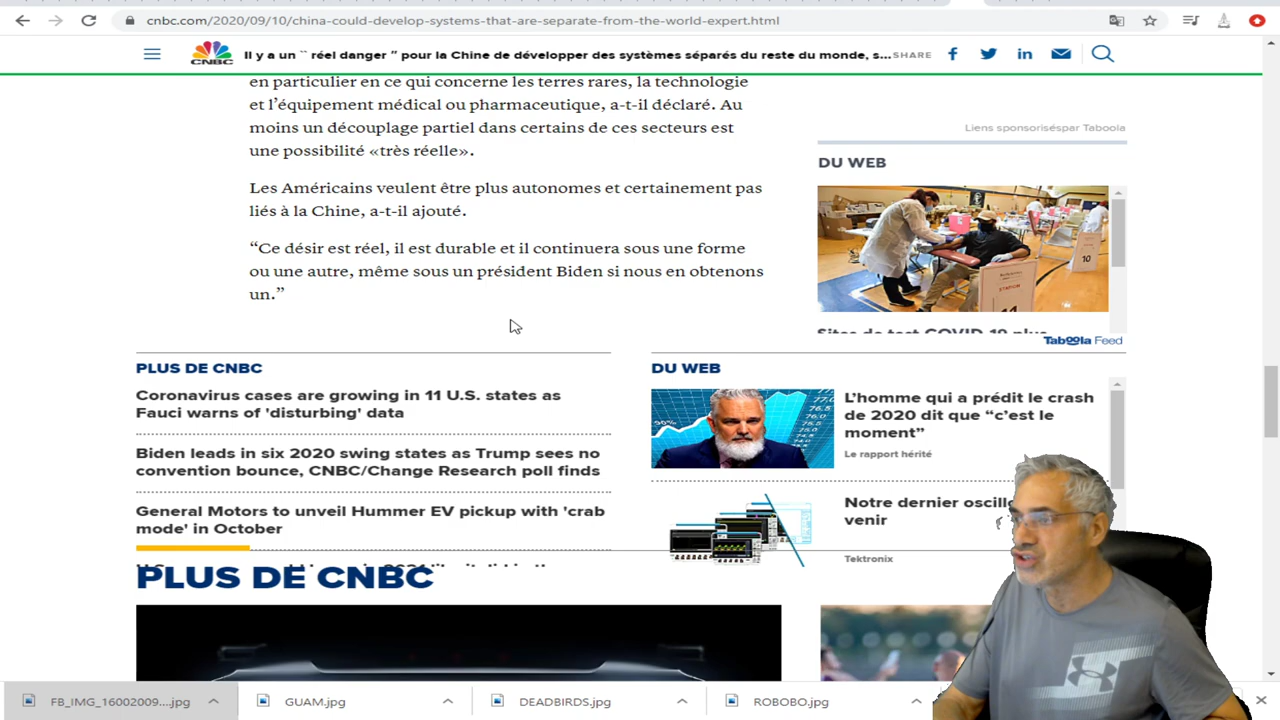 cnbc.com/2020/09/10/china-could-develop-systems-that-are-separate-from-the-world-expert.html
CNBC
Il y a un `` réel danger '' pour la Chine de développer des systèmes séparés du reste du monde, s...
SHARE
en particulier en ce qui concerne les terres rares, la technologie
et l'équipement médical ou pharmaceutique, a-t-il déclaré. Au
moins un découplage partiel dans certains de ces secteurs est
une possibilité «très réelle».
Les Américains veulent être plus autonomes et certainement pas
liés à la Chine, a-t-il ajouté.
“Ce désir est réel, il est durable et il continuera sous une forme
ou une autre, même sous un président Biden si nous en obtenons
un.”
Liens sponsoriséspar Taboola
DU WEB
10
STATION
Sites de test COVID-19 plus
Taboola Feed
PLUS DE CNBC
Coronavirus cases are growing in 11 U.S. states as
Fauci warns of 'disturbing' data
Biden leads in six 2020 swing states as Trump sees no
convention bounce, CNBC/Change Research poll finds
General Motors to unveil Hummer EV pickup with 'crab
mode' in October
DU WEB
L'homme qui a prédit le crash
de 2020 dit que “c'est le
moment”
Le rapport hérité
Notre dernier
venir
Tektronix
PLUS DE CNBC
FB_IMG_16002009....jpg
GUAM.jpg
DEADBIRDS.jpg
ROBOBO.jpg